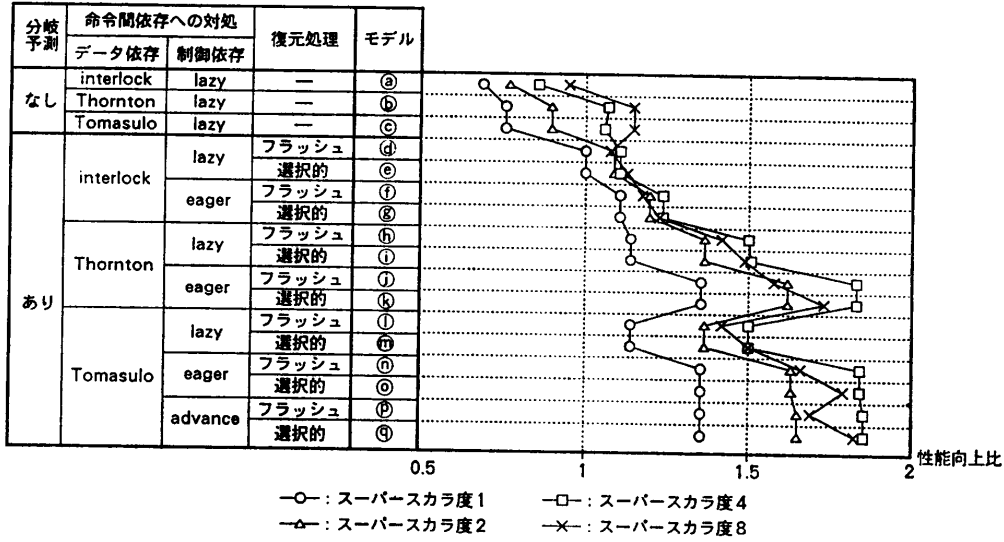 分岐予測 命令間依存への対処 復元処理 モデル
データ依存 制御依存
なし interlock lazy — ⓐ
Thornton lazy — ⓑ
Tomasulo lazy — ⓒ
あり interlock lazy フラッシュ ⓓ
選択的 ⓔ
eager フラッシュ ⓕ
選択的 ⓖ
Thornton lazy フラッシュ ⓗ
選択的 ⓘ
eager フラッシュ ⓙ
選択的 ⓚ
Tomasulo lazy フラッシュ ⓛ
選択的 ⓜ
eager フラッシュ ⓝ
選択的 ⓞ
advance フラッシュ ⓟ
選択的 ⓠ
0.5 1 1.5 2 性能向上比
: スーパースカラ度1 : スーパースカラ度4
: スーパースカラ度2 : スーパースカラ度8